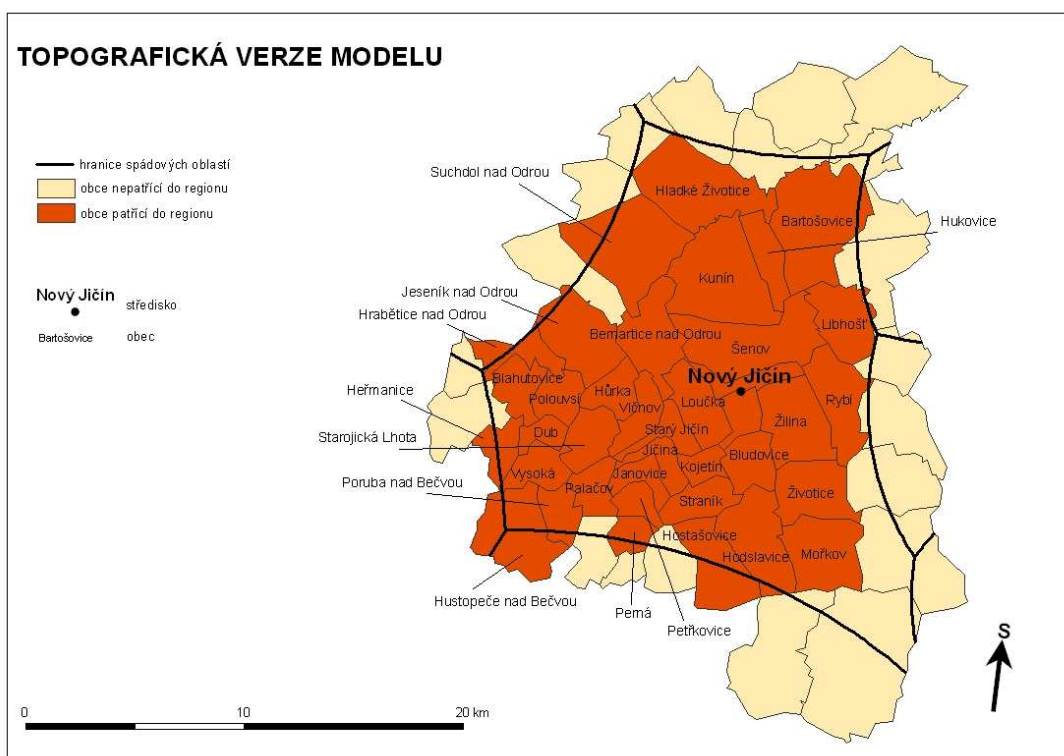 TOPOGRAFICKÁ VERZE MODELU
hranice spádových oblastí
obce nepatřící do regionu
obce patřící do regionu
Nový Jičín
středisko
Bartošovice
obec
Suchdol nad Odrou
Hladké Životice
Bartošovice
Hukovice
Kunín
Jeseník nad Odrou
Hrabětice nad Odrou
Bernartice nad Odrou
Libhošť
Šenov
Heřmanice
Blahutovice
Polouvsí
Hůrka
Vlčnov
Loučka
Nový Jičín
Rybí
Žilina
Starojická Lhota
Dub
Starý Jičín
Jičina
Bludovice
Poruba nad Bečvou
Vysoká
Palačov
Janovice
Kojetín
Straník
Životice
Hostašovice
Hodslavice
Mořkov
Hustopeče nad Bečvou
Perná
Petřkovice
S
0 10 20 km